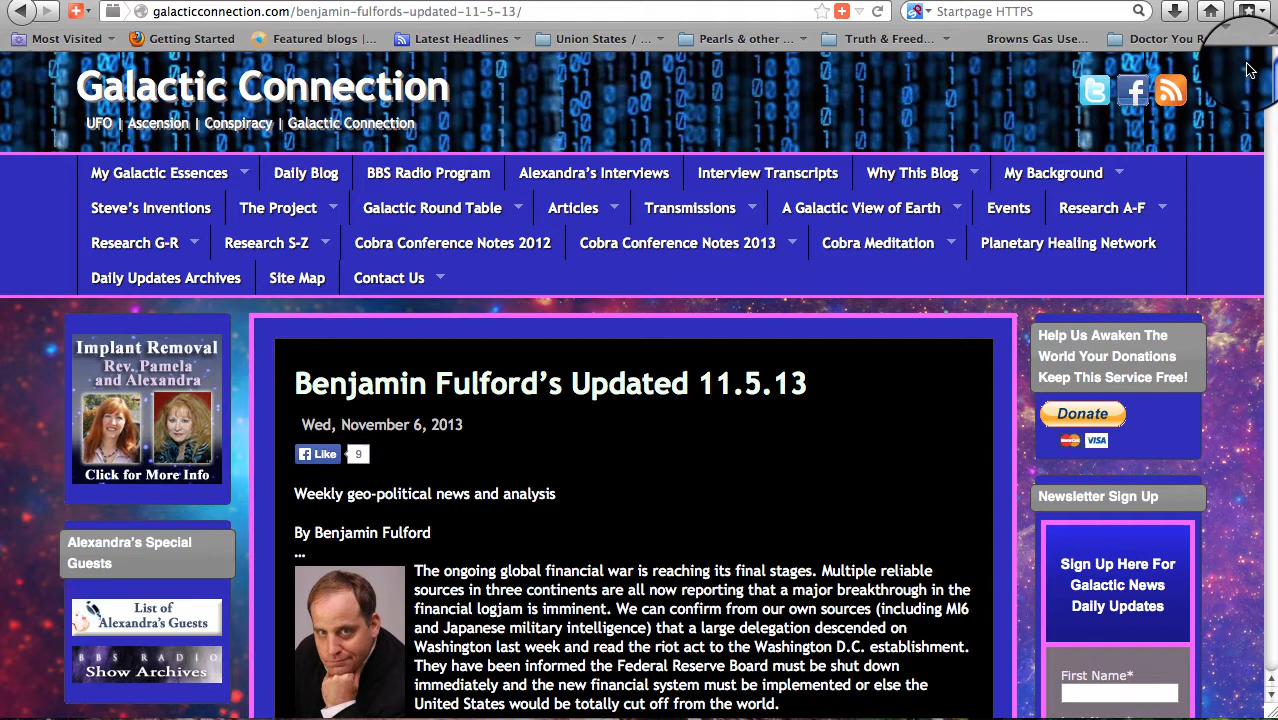 galacticconnection.com/benjamin-fulfords-updated-11-5-13/
Startpage HTTPS
Most Visited
Getting Started
Featured blogs |...
Latest Headlines
Union States / ...
Pearls & other ...
Truth & Freed...
Browns Gas Use...
Doctor You R
Galactic Connection
UFO | Ascension | Conspiracy | Galactic Connection
My Galactic Essences
Daily Blog
BBS Radio Program
Alexandra's Interviews
Interview Transcripts
Why This Blog
My Background
Steve's Inventions
The Project
Galactic Round Table
Articles
Transmissions
A Galactic View of Earth
Events
Research A-F
Research G-R
Research S-Z
Cobra Conference Notes 2012
Cobra Conference Notes 2013
Cobra Meditation
Planetary Healing Network
Daily Updates Archives
Site Map
Contact Us
Implant Removal
Rev. Pamela
and Alexandra
Click for More Info
Alexandra's Special
Guests
List of
Alexandra's Guests
BBS RADIO
Show Archives
Benjamin Fulford's Updated 11.5.13
Wed, November 6, 2013
Like
9
Weekly geo-political news and analysis
By Benjamin Fulford
...
The ongoing global financial war is reaching its final stages. Multiple reliable
sources in three continents are all now reporting that a major breakthrough in the
financial logjam is imminent. We can confirm from our own sources (including MI6
and Japanese military intelligence) that a large delegation descended on
Washington last week and read the riot act to the Washington D.C. establishment.
They have been informed the Federal Reserve Board must be shut down
immediately and the new financial system must be implemented or else the
United States would be totally cut off from the world.
Help Us Awaken The
World Your Donations
Keep This Service Free!
Donate
VISA
Newsletter Sign Up
Sign Up Here For
Galactic News
Daily Updates
First Name*